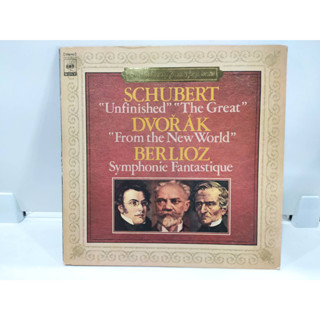 SCHUBERT
"Unfinished" "The Great"
DVOŘÁK
"From the New World"
BERLIOZ
Symphonie Fantastique